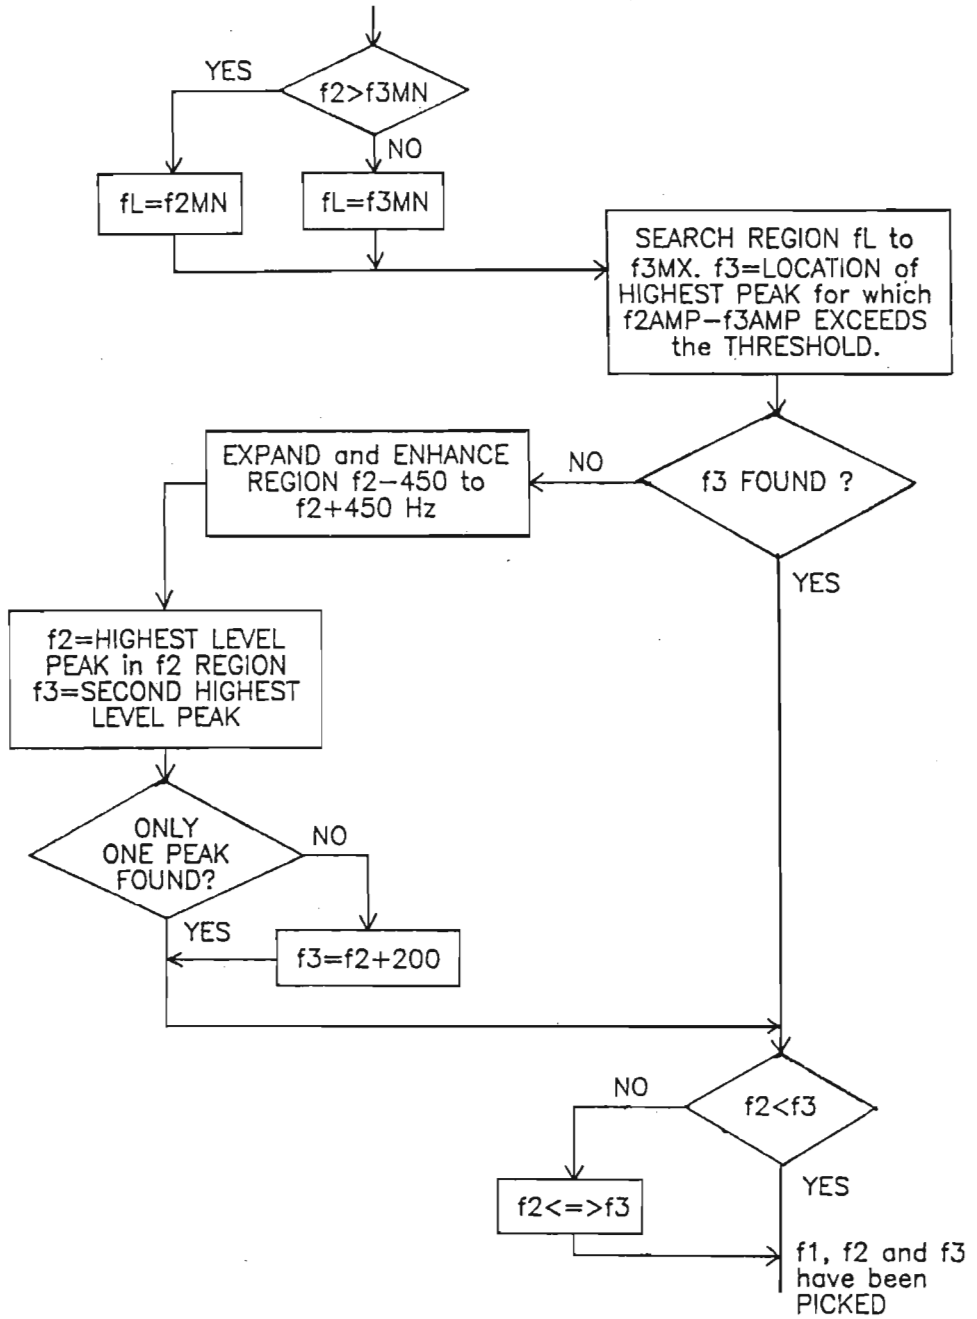 YES
f2>f3MN
NO
fL=f2MN
fL=f3MN
SEARCH REGION fL to
f3MX. f3=LOCATION of
HIGHEST PEAK for which
f2AMP−f3AMP EXCEEDS
the THRESHOLD.
EXPAND and ENHANCE
REGION f2−450 to
f2+450 Hz
NO
f3 FOUND ?
YES
f2=HIGHEST LEVEL
PEAK in f2 REGION
f3=SECOND HIGHEST
LEVEL PEAK
ONLY
ONE PEAK
FOUND?
NO
YES
f3=f2+200
NO
f2<f3
YES
f2<=>f3
f1, f2 and f3
have been
PICKED